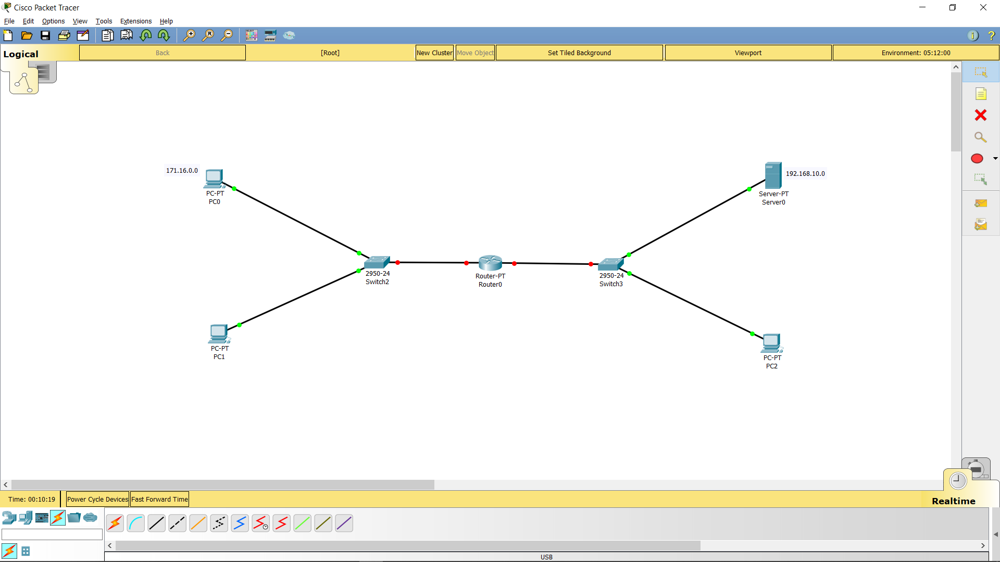 Cisco Packet Tracer
File Edit Options View Tools Extensions Help
Logical Back [Root] New Cluster Move Object Set Tiled Background Viewport Environment: 05:12:00
171.16.0.0
PC-PT
PC0
192.168.10.0
Server-PT
Server0
2950-24
Switch2
Router-PT
Router0
2950-24
Switch3
PC-PT
PC1
PC-PT
PC2
Time: 00:10:19 Power Cycle Devices Fast Forward Time Realtime
USB